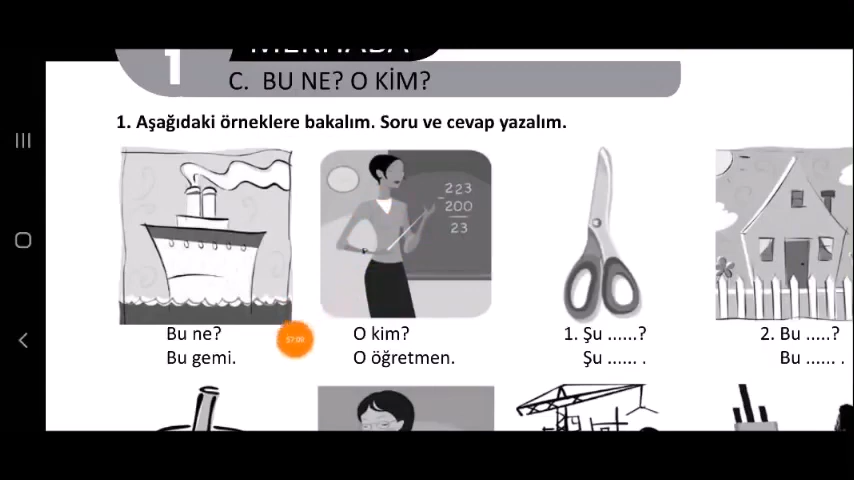 1 MERHABA
C. BU NE? O KİM?
1. Aşağıdaki örneklere bakalım. Soru ve cevap yazalım.
223
- 200
23
Bu ne?
Bu gemi.
O kim?
O öğretmen.
1. Şu ......?
Şu ...... .
2. Bu .....?
Bu ...... .